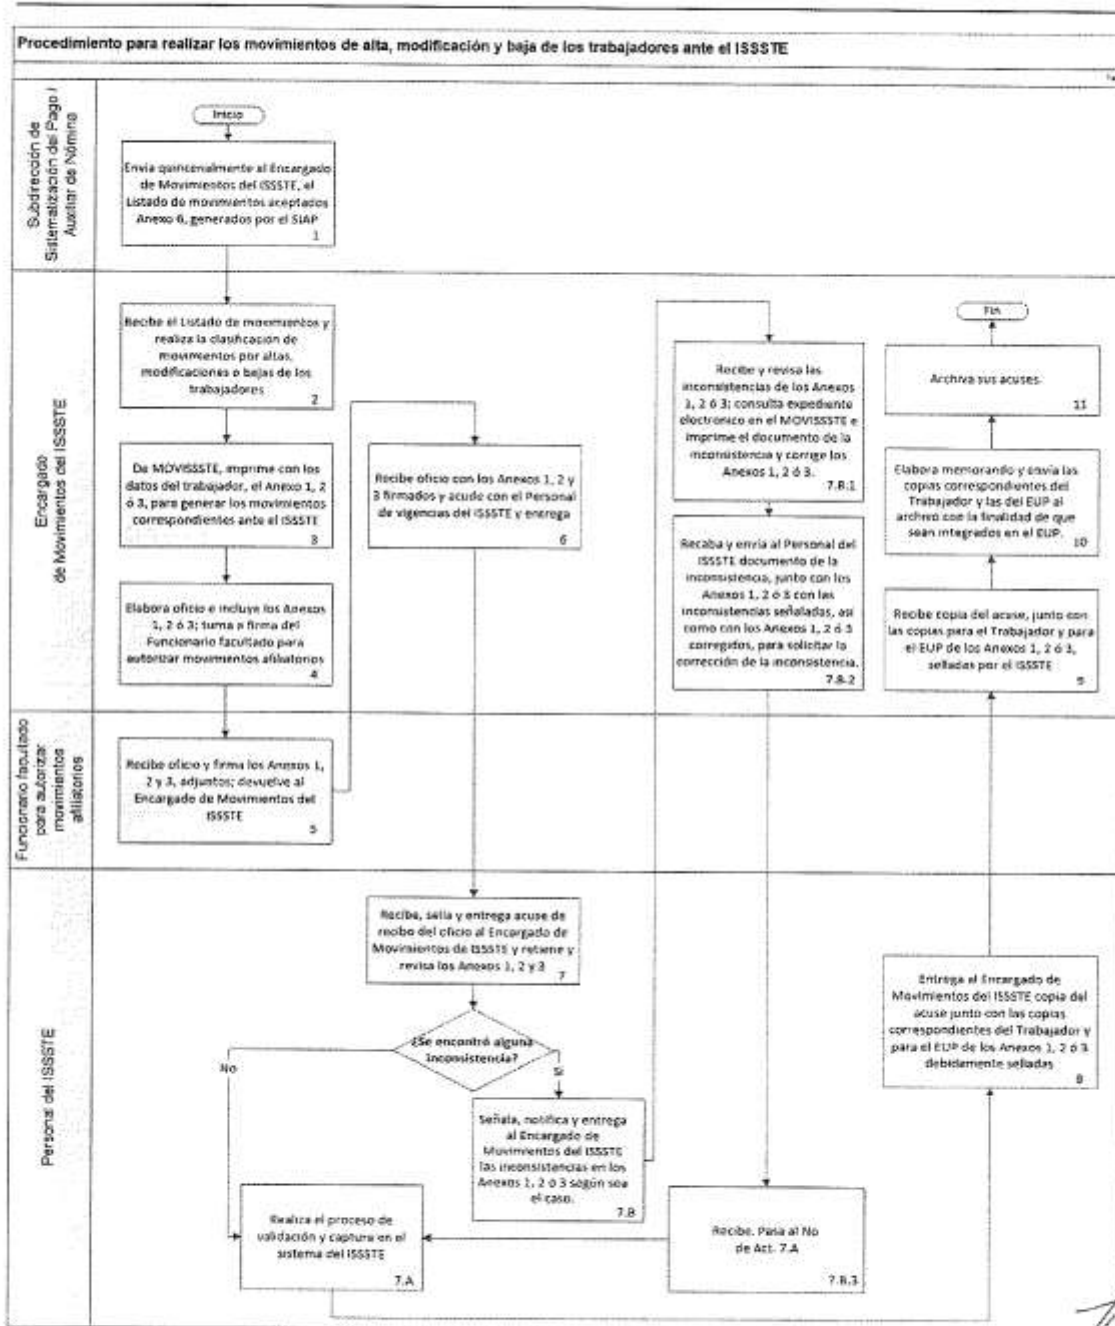 Procedimiento para realizar los movimientos de alta, modificación y baja de los trabajadores ante el ISSSTE
Subdirección de
Sistematización del Pago /
Auxiliar de Nómina
Inicio
Envía quincenalmente al Encargado
de Movimientos del ISSSTE, el
Listado de movimientos aceptados
Anexo 6, generados por el SIAP
1
Encargado
de Movimientos del ISSSTE
Recibe el Listado de movimientos y
realiza la clasificación de
movimientos por altas,
modificaciones o bajas de los
trabajadores
2
De MOVISSSTE, imprime con los
datos del trabajador, el Anexo 1, 2
ó 3, para generar los movimientos
correspondientes ante el ISSSTE
3
Elabora oficio e incluye los Anexos
1, 2 ó 3; turna a firma del
Funcionario facultado para
autorizar movimientos afiliatorios
4
Recibe oficio con los Anexos 1, 2 y
3 firmados y acude con el Personal
de vigencias del ISSSTE y entrega
6
Recibe y revisa las
inconsistencias de los Anexos
1, 2 ó 3; consulta expediente
electronico en el MOVISSSTE e
imprime el documento de la
inconsistencia y corrige los
Anexos 1, 2 ó 3.
7.B.1
Recaba y envía al Personal del
ISSSTE documento de la
inconsistencia, junto con los
Anexos 1, 2 ó 3 con las
inconsistencias señaladas, así
como con los Anexos 1, 2 ó 3
corregidos, para solicitar la
corrección de la inconsistencia.
7.B.2
Fin
Archiva sus acuses.
11
Elabora memorando y envía las
copias correspondientes del
Trabajador y las del EUP al
archivo con la finalidad de que
sean integrados en el EUP.
10
Recibe copia del acuse, junto con
las copias para el Trabajador y para
el EUP de los Anexos 1, 2 ó 3,
selladas por el ISSSTE
9
Funcionario facultado
para autorizar
movimientos
afiliatorios
Recibe oficio y firma los Anexos 1,
2 y 3, adjuntos; devuelve al
Encargado de Movimientos del
ISSSTE
5
Personal del ISSSTE
Recibe, sella y entrega acuse de
recibo del oficio al Encargado de
Movimientos de ISSSTE y retiene y
revisa los Anexos 1, 2 y 3
7
¿Se encontró alguna
inconsistencia?
No
Sí
Señala, notifica y entrega
al Encargado de
Movimientos del ISSSTE
las inconsistencias en los
Anexos 1, 2 ó 3 según sea
el caso.
7.B
Realiza el proceso de
validación y captura en el
sistema del ISSSTE
7.A
Recibe. Pasa al No
de Act. 7.A
7.B.3
Entrega al Encargado de
Movimientos del ISSSTE copia del
acuse junto con las copias
correspondientes del Trabajador y
para el EUP de los Anexos 1, 2 ó 3
debidamente selladas
8